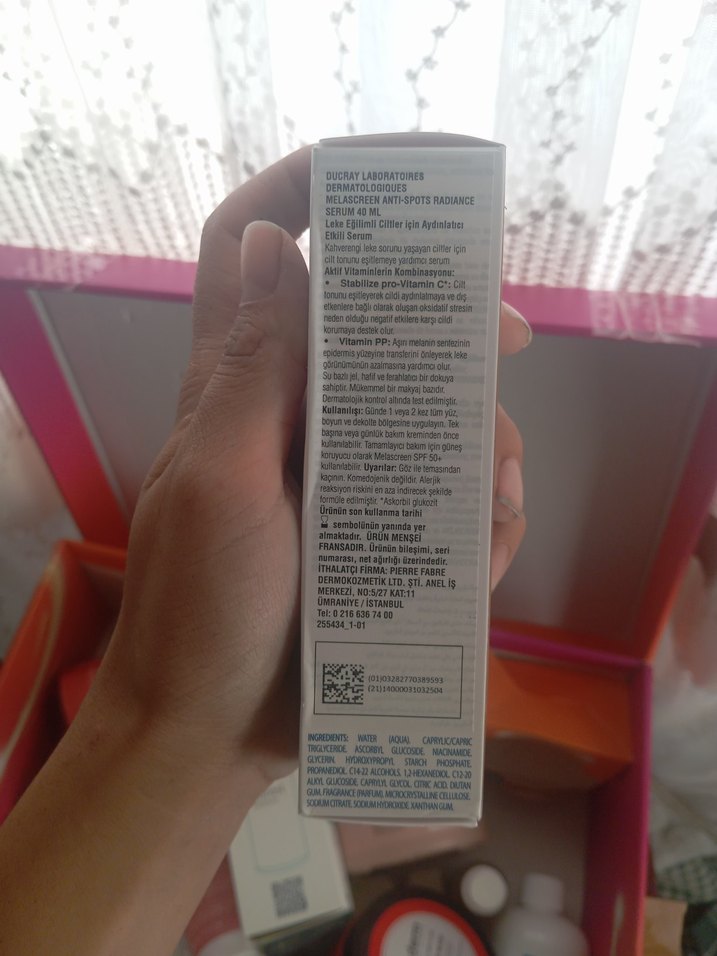 DUCRAY LABORATOIRES
DERMATOLOGIQUES
MELASCREEN ANTI-SPOTS RADIANCE
SERUM 40 ML
Leke Eğilimli Ciltler için Aydınlatıcı
Etkili Serum
Kahverengi leke sorunu yaşayan ciltler için
cilt tonunu eşitlemeye yardımcı serum
Aktif Vitaminlerin Kombinasyonu:
• Stabilize pro-Vitamin C*: Cilt
tonunu eşitleyerek cildi aydınlatmaya ve dış
etkenlere bağlı olarak oluşan oksidatif stresin
neden olduğu negatif etkilere karşı cildi
korumaya destek olur.
• Vitamin PP: Aşırı melanin sentezinin
epidermis yüzeyine transferini önleyerek leke
görünümünün azalmasına yardımcı olur.
Su bazlı jel, hafif ve ferahlatıcı bir dokuya
sahiptir. Mükemmel bir makyaj bazıdır.
Dermatolojik kontrol altında test edilmiştir.
Kullanılışı: Günde 1 veya 2 kez tüm yüz,
boyun ve dekolte bölgesine uygulayın. Tek
başına veya günlük bakım kreminden önce
kullanılabilir. Tamamlayıcı bakım için güneş
koruyucu olarak Melascreen SPF 50+
kullanılabilir. Uyarılar: Göz ile temasından
kaçının. Komedojenik değildir. Alerjik
reaksiyon riskini en aza indirecek şekilde
formüle edilmiştir. *Askorbil glukozit
Ürünün son kullanma tarihi
sembolünün yanında yer
almaktadır. ÜRÜN MENŞEİ
FRANSADIR. Ürünün bileşimi, seri
numarası, net ağırlığı üzerindedir.
İTHALATÇI FİRMA: PIERRE FABRE
DERMOKOZMETİK LTD. ŞTİ. ANEL İŞ
MERKEZİ, NO:5/27 KAT:11
ÜMRANİYE / İSTANBUL
Tel: 0 216 636 74 00
255434_1-01
(01)03282770389593
(21)14000031032504
INGREDIENTS: WATER (AQUA). CAPRYLIC/CAPRIC
TRIGLYCERIDE. ASCORBYL GLUCOSIDE. NIACINAMIDE.
GLYCERIN. HYDROXYPROPYL STARCH PHOSPHATE.
PROPANEDIOL. C14-22 ALCOHOLS. 1,2-HEXANEDIOL. C12-20
ALKYL GLUCOSIDE. CAPRYLYL GLYCOL. CITRIC ACID. DIUTAN
GUM. FRAGRANCE (PARFUM). MICROCRYSTALLINE CELLULOSE.
SODIUM CITRATE. SODIUM HYDROXIDE. XANTHAN GUM.